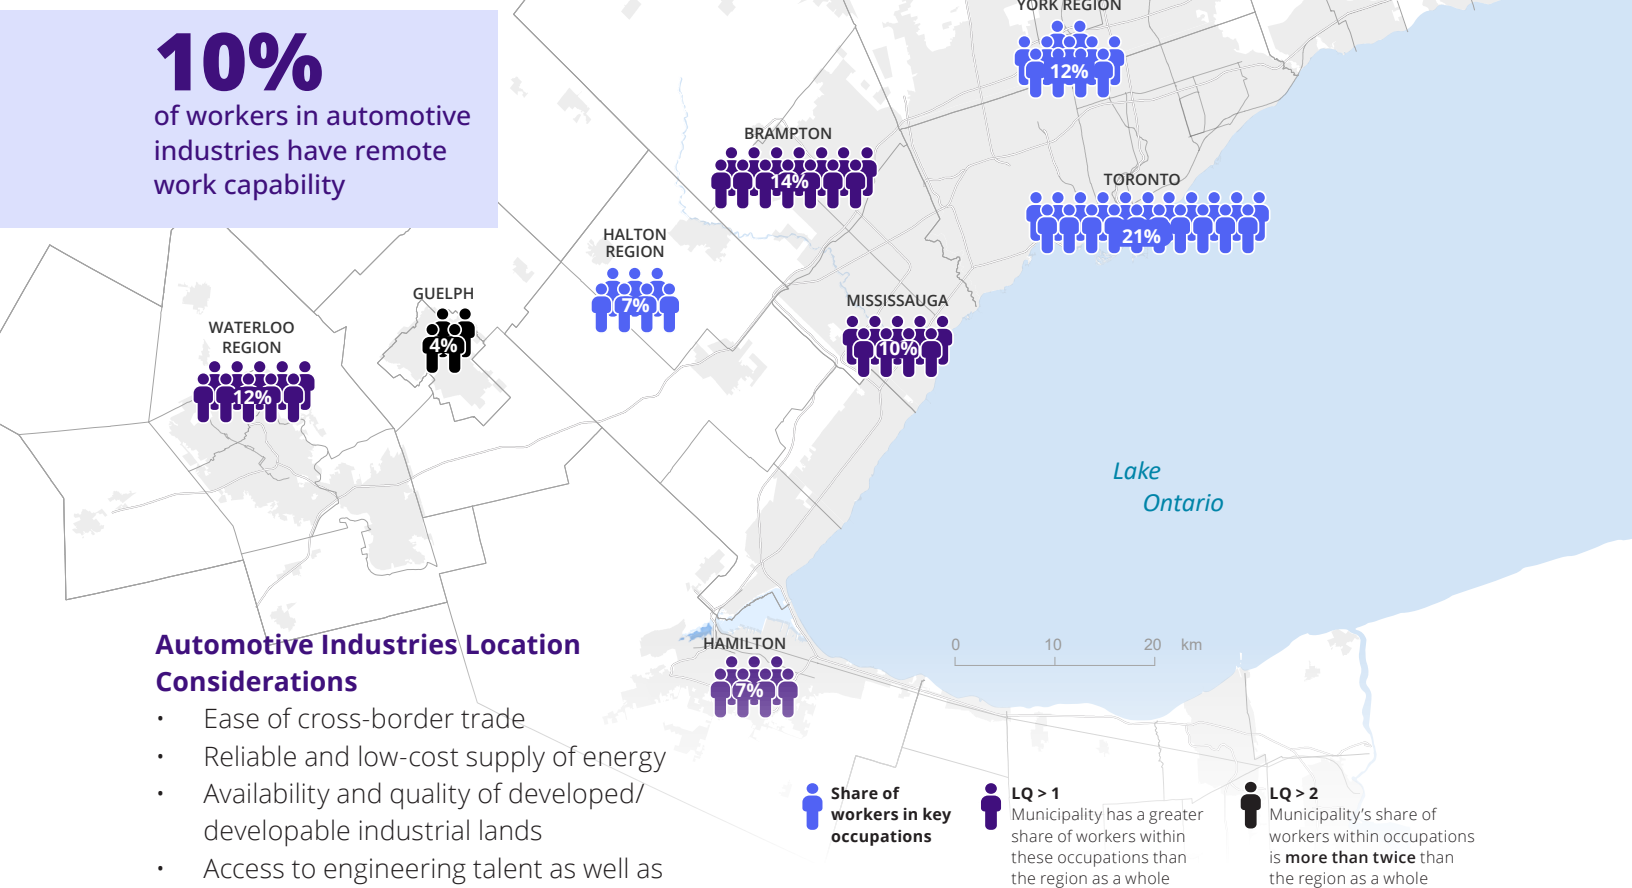 10%
of workers in automotive
industries have remote
work capability
YORK REGION
12%
BRAMPTON
14%
TORONTO
21%
HALTON
REGION
7%
GUELPH
4%
MISSISSAUGA
10%
WATERLOO
REGION
12%
Lake
Ontario
HAMILTON
7%
0 10 20 km
Automotive Industries Location
Considerations
• Ease of cross-border trade
• Reliable and low-cost supply of energy
• Availability and quality of developed/
developable industrial lands
• Access to engineering talent as well as
Share of
workers in key
occupations
LQ > 1
Municipality has a greater
share of workers within
these occupations than
the region as a whole
LQ > 2
Municipality's share of
workers within occupations
is more than twice than
the region as a whole